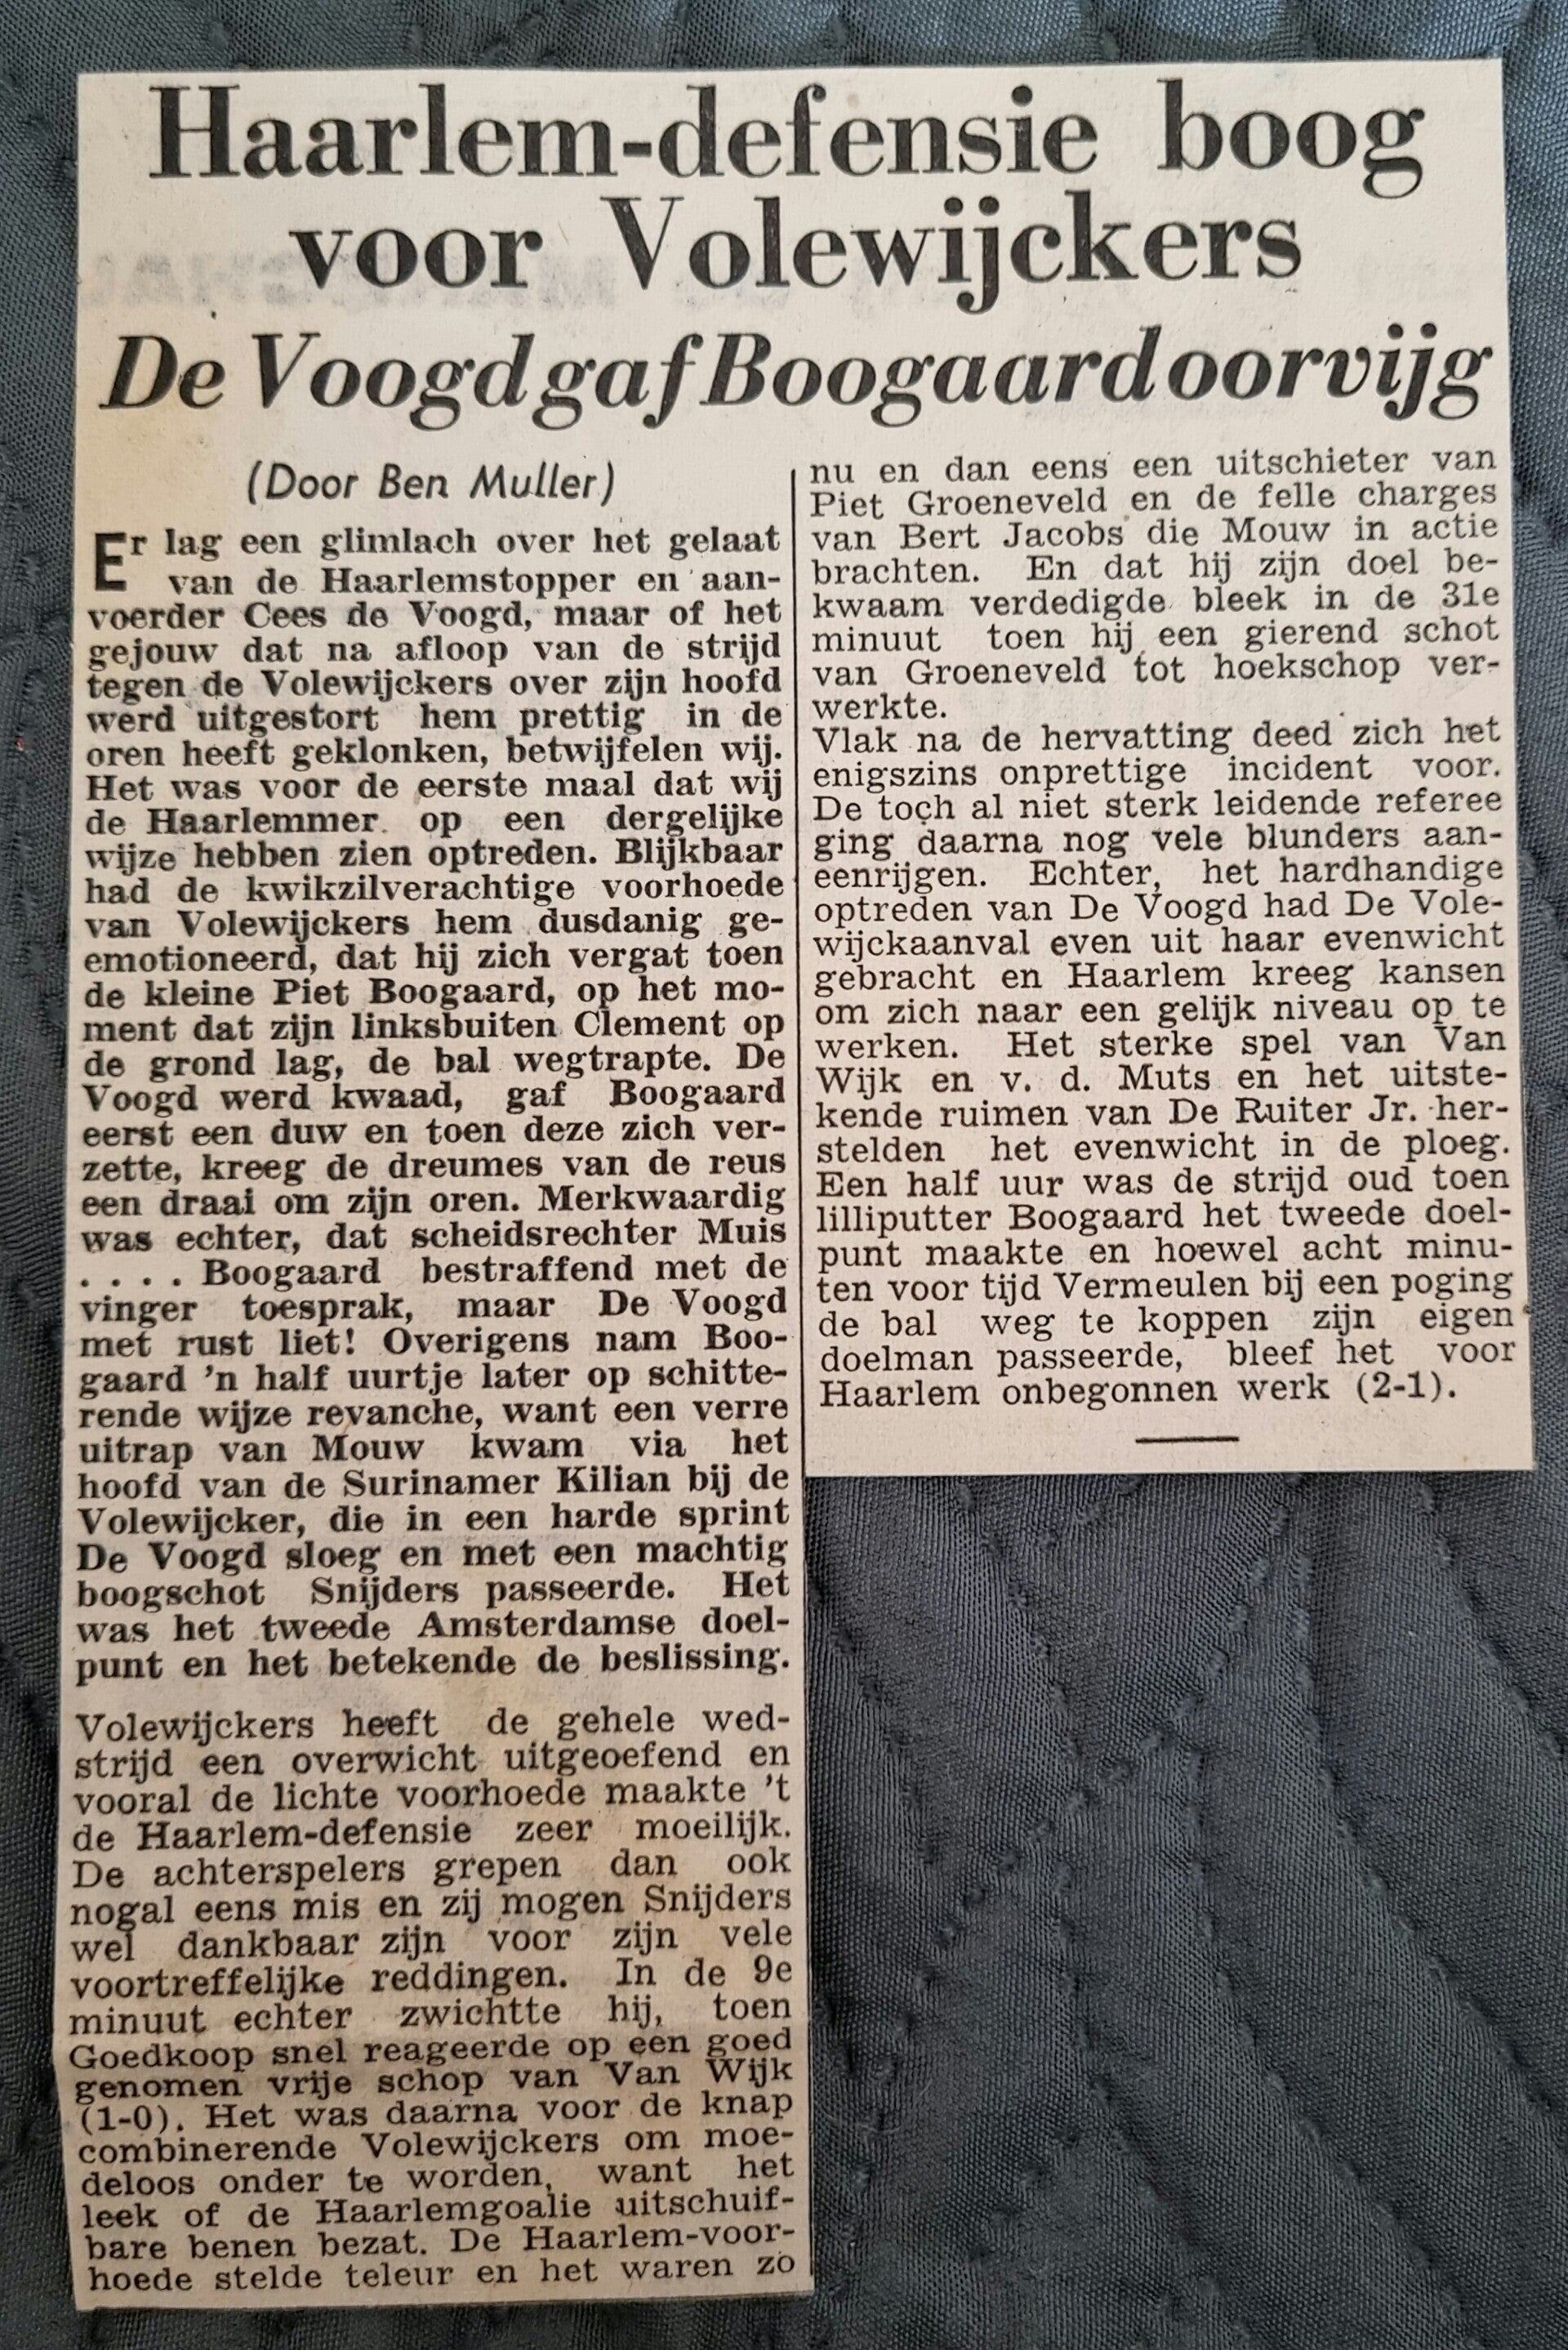 Haarlem-defensie boog
voor Volewijckers
De Voogd gaf Boogaard oorvijg
(Door Ben Muller)
Er lag een glimlach over het gelaat
van de Haarlemstopper en aan-
voerder Cees de Voogd, maar of het
gejouw dat na afloop van de strijd
tegen de Volewijckers over zijn hoofd
werd uitgestort hem prettig in de
oren heeft geklonken, betwijfelen wij.
Het was voor de eerste maal dat wij
de Haarlemmer op een dergelijke
wijze hebben zien optreden. Blijkbaar
had de kwikzilverachtige voorhoede
van Volewijckers hem dusdanig ge-
emotioneerd, dat hij zich vergat toen
de kleine Piet Boogaard, op het mo-
ment dat zijn linksbuiten Clement op
de grond lag, de bal wegtrapte. De
Voogd werd kwaad, gaf Boogaard
eerst een duw en toen deze zich ver-
zette, kreeg de dreumes van de reus
een draai om zijn oren. Merkwaardig
was echter, dat scheidsrechter Muis
. . . . Boogaard bestraffend met de
vinger toesprak, maar De Voogd
met rust liet! Overigens nam Boo-
gaard 'n half uurtje later op schitte-
rende wijze revanche, want een verre
uitrap van Mouw kwam via het
hoofd van de Surinamer Kilian bij de
Volewijcker, die in een harde sprint
De Voogd sloeg en met een machtig
boogschot Snijders passeerde. Het
was het tweede Amsterdamse doel-
punt en het betekende de beslissing.
Volewijckers heeft de gehele wed-
strijd een overwicht uitgeoefend en
vooral de lichte voorhoede maakte 't
de Haarlem-defensie zeer moeilijk.
De achterspelers grepen dan ook
nogal eens mis en zij mogen Snijders
wel dankbaar zijn voor zijn vele
voortreffelijke reddingen. In de 9e
minuut echter zwichtte hij, toen
Goedkoop snel reageerde op een goed
genomen vrije schop van Van Wijk
(1-0). Het was daarna voor de knap
combinerende Volewijckers om moe-
deloos onder te worden, want het
leek of de Haarlemgoalie uitschuif-
bare benen bezat. De Haarlem-voor-
hoede stelde teleur en het waren zo
nu en dan eens een uitschieter van
Piet Groeneveld en de felle charges
van Bert Jacobs die Mouw in actie
brachten. En dat hij zijn doel be-
kwaam verdedigde bleek in de 31e
minuut toen hij een gierend schot
van Groeneveld tot hoekschop ver-
werkte.
Vlak na de hervatting deed zich het
enigszins onprettige incident voor.
De toch al niet sterk leidende referee
ging daarna nog vele blunders aan-
eenrijgen. Echter, het hardhandige
optreden van De Voogd had De Vole-
wijckaanval even uit haar evenwicht
gebracht en Haarlem kreeg kansen
om zich naar een gelijk niveau op te
werken. Het sterke spel van Van
Wijk en v. d. Muts en het uitste-
kende ruimen van De Ruiter Jr. her-
stelden het evenwicht in de ploeg.
Een half uur was de strijd oud toen
lilliputter Boogaard het tweede doel-
punt maakte en hoewel acht minu-
ten voor tijd Vermeulen bij een poging
de bal weg te koppen zijn eigen
doelman passeerde, bleef het voor
Haarlem onbegonnen werk (2-1).